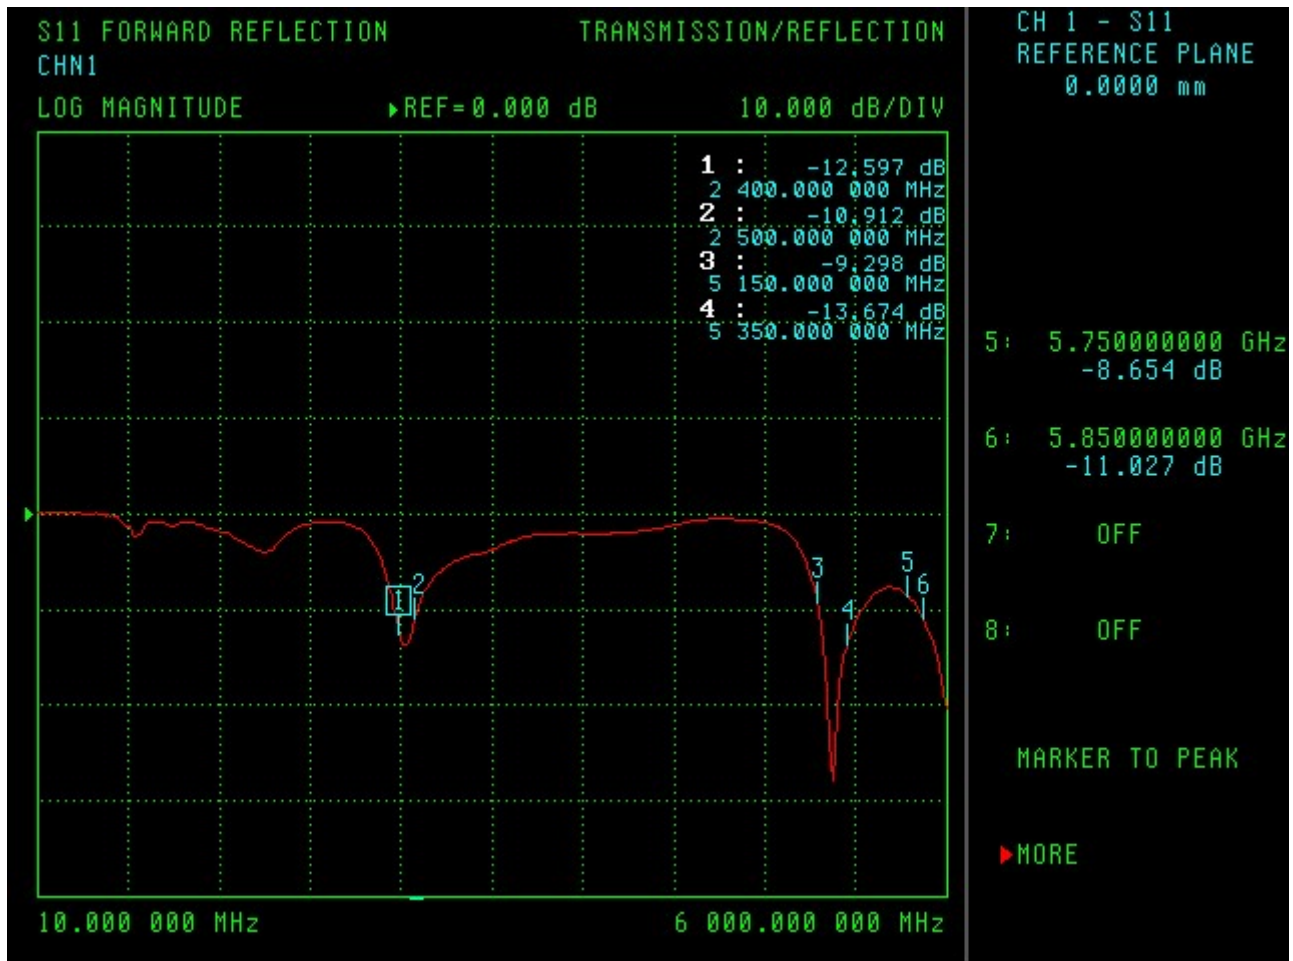 S11 FORWARD REFLECTION TRANSMISSION/REFLECTION
CHN1
LOG MAGNITUDE ▶REF=0.000 dB 10.000 dB/DIV
1 : -12.597 dB
2 400.000 000 MHz
2 : -10.912 dB
2 500.000 000 MHz
3 : -9.298 dB
5 150.000 000 MHz
4 : -13.674 dB
5 350.000 000 MHz
1
2
3
4
5
6
10.000 000 MHz 6 000.000 000 MHz
CH 1 - S11
REFERENCE PLANE
0.0000 mm
5: 5.750000000 GHz
-8.654 dB
6: 5.850000000 GHz
-11.027 dB
7: OFF
8: OFF
MARKER TO PEAK
▶MORE